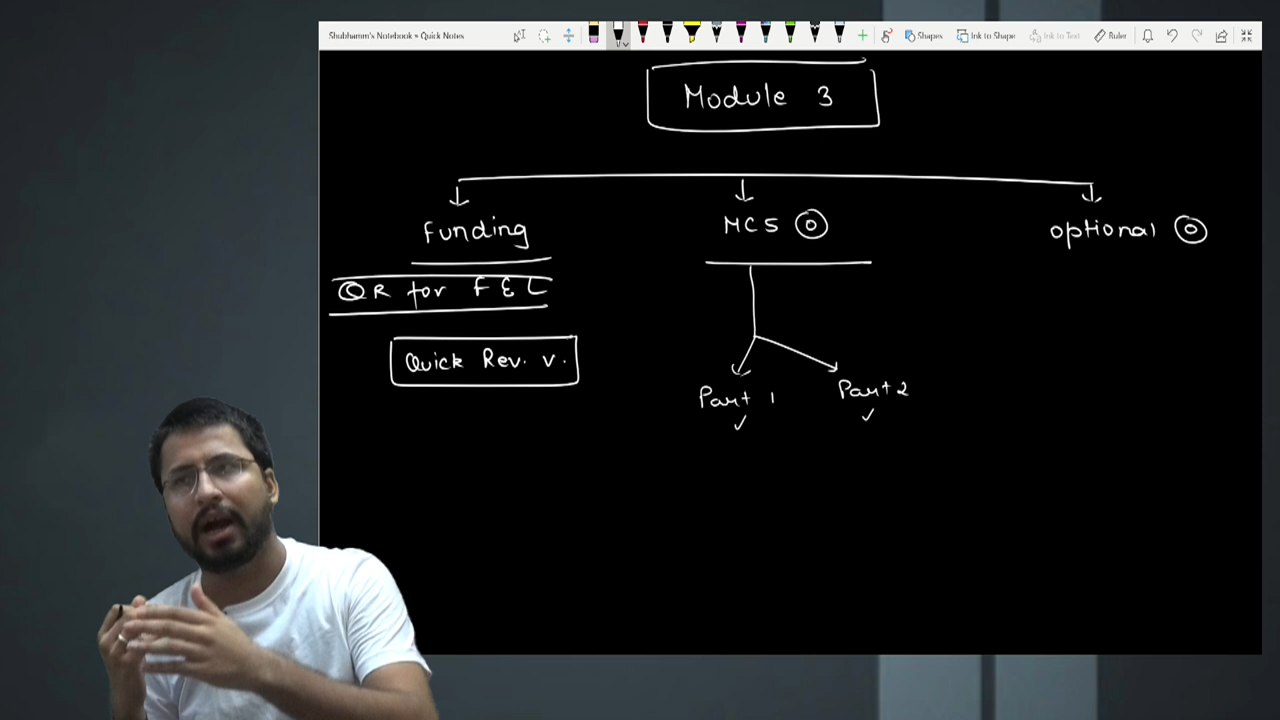 Shubhamm's Notebook » Quick Notes
Shapes
Ink to Shape
Ink to Text
Ruler
Module 3
Funding
MCS
optional
QR for F & L
Quick Rev. v.
Part 1
Part 2